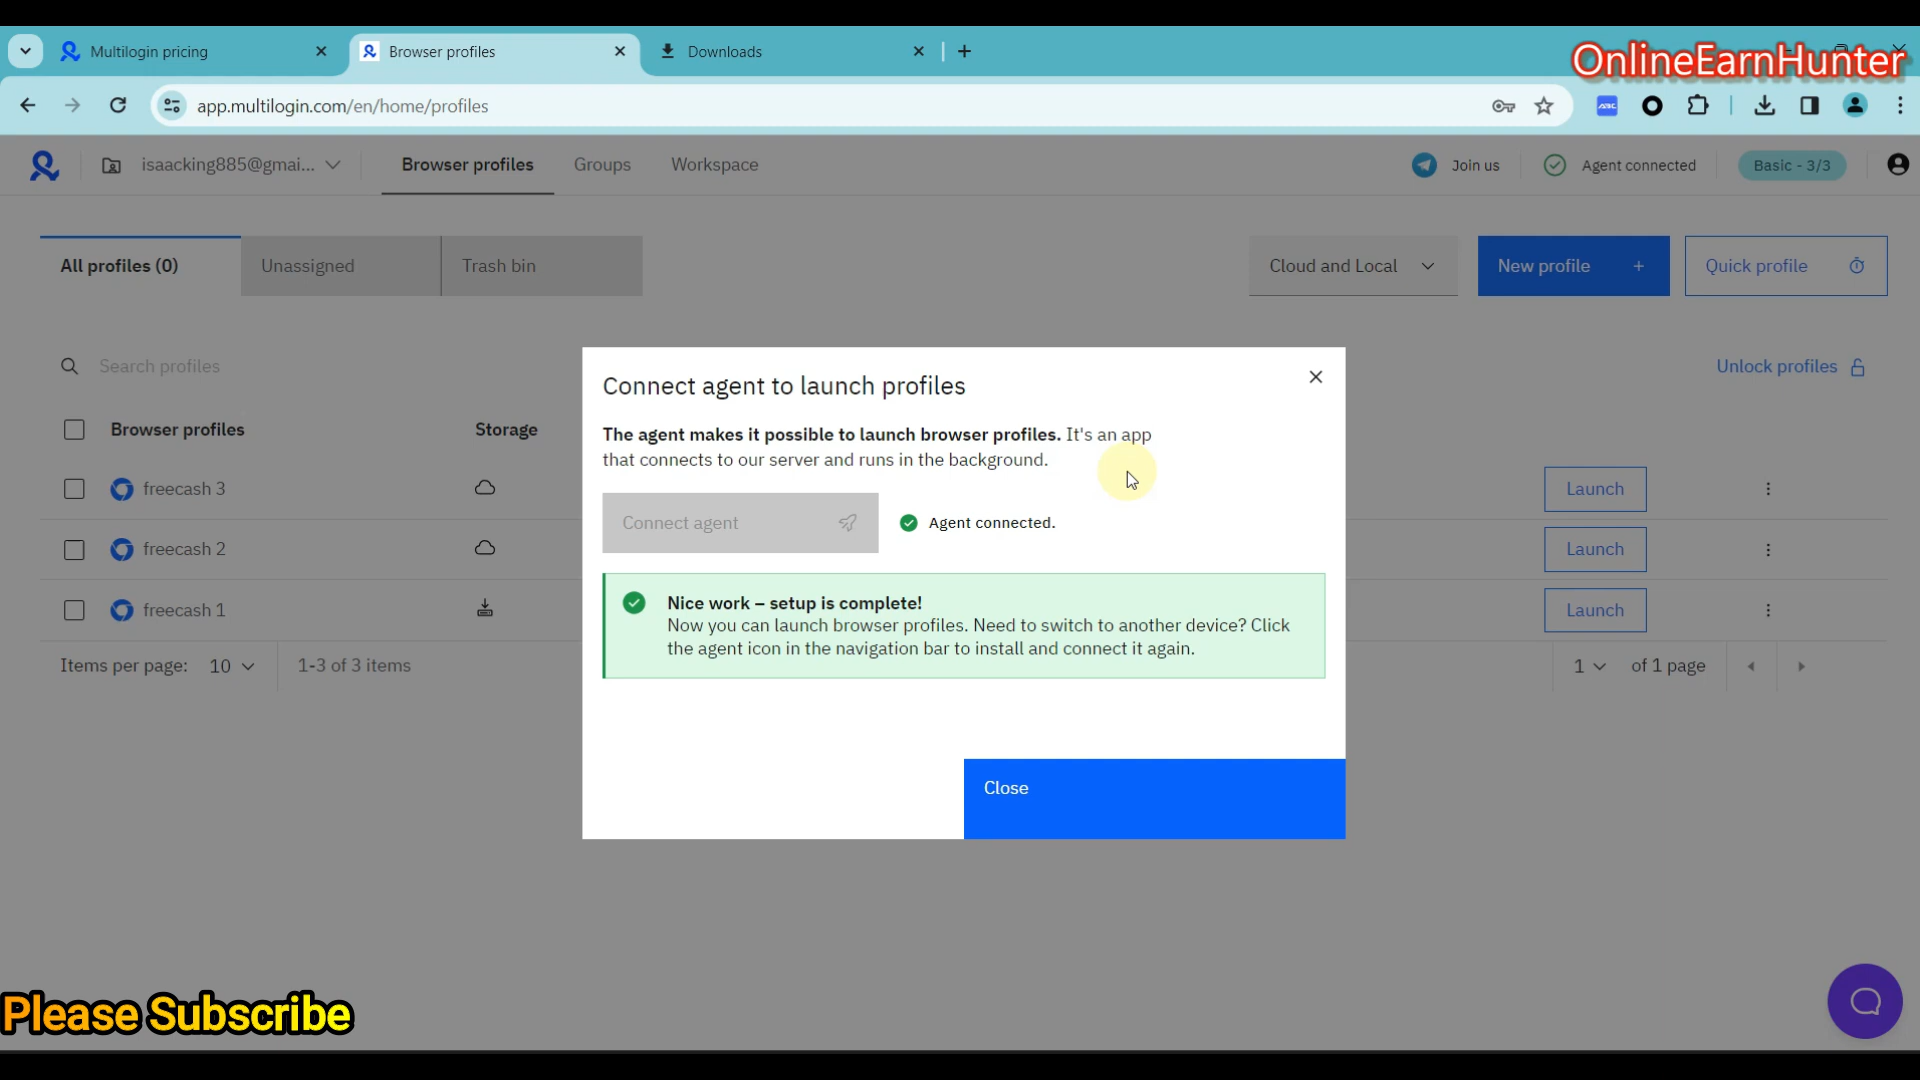 Multilogin pricing
Browser profiles
Downloads
OnlineEarnHunter
app.multilogin.com/en/home/profiles
ABC
isaacking885@gmai...
Browser profiles
Groups
Workspace
Join us
Agent connected
Basic - 3/3
All profiles (0)
Unassigned
Trash bin
Cloud and Local
New profile +
Quick profile
Search profiles
Unlock profiles
Connect agent to launch profiles
The agent makes it possible to launch browser profiles. It's an app
that connects to our server and runs in the background.
Connect agent
Agent connected.
Nice work – setup is complete!
Now you can launch browser profiles. Need to switch to another device? Click
the agent icon in the navigation bar to install and connect it again.
Close
Browser profiles
Storage
freecash 3
Launch
freecash 2
Launch
freecash 1
Launch
Items per page: 10
1-3 of 3 items
1
of 1 page
Please Subscribe